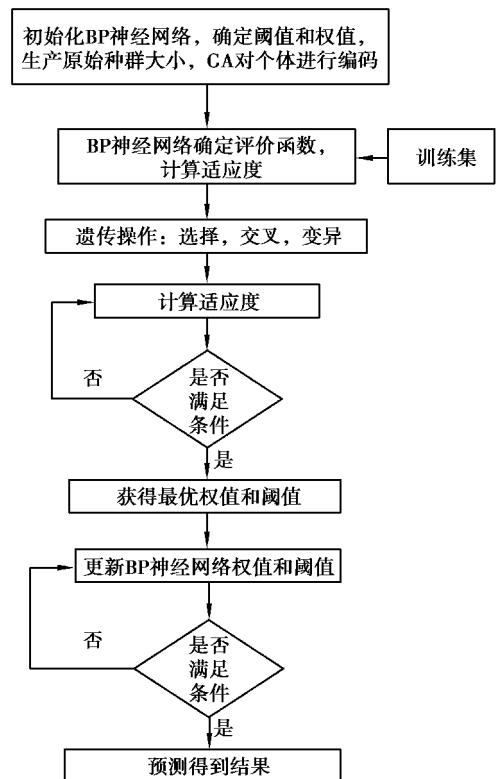 初始化BP神经网络，确定阈值和权值，
生产原始种群大小，CA对个体进行编码
BP神经网络确定评价函数，
计算适应度
训练集
遗传操作：选择，交叉，变异
计算适应度
是否
满足
条件
否
是
获得最优权值和阈值
更新BP神经网络权值和阈值
是否
满足
条件
否
是
预测得到结果